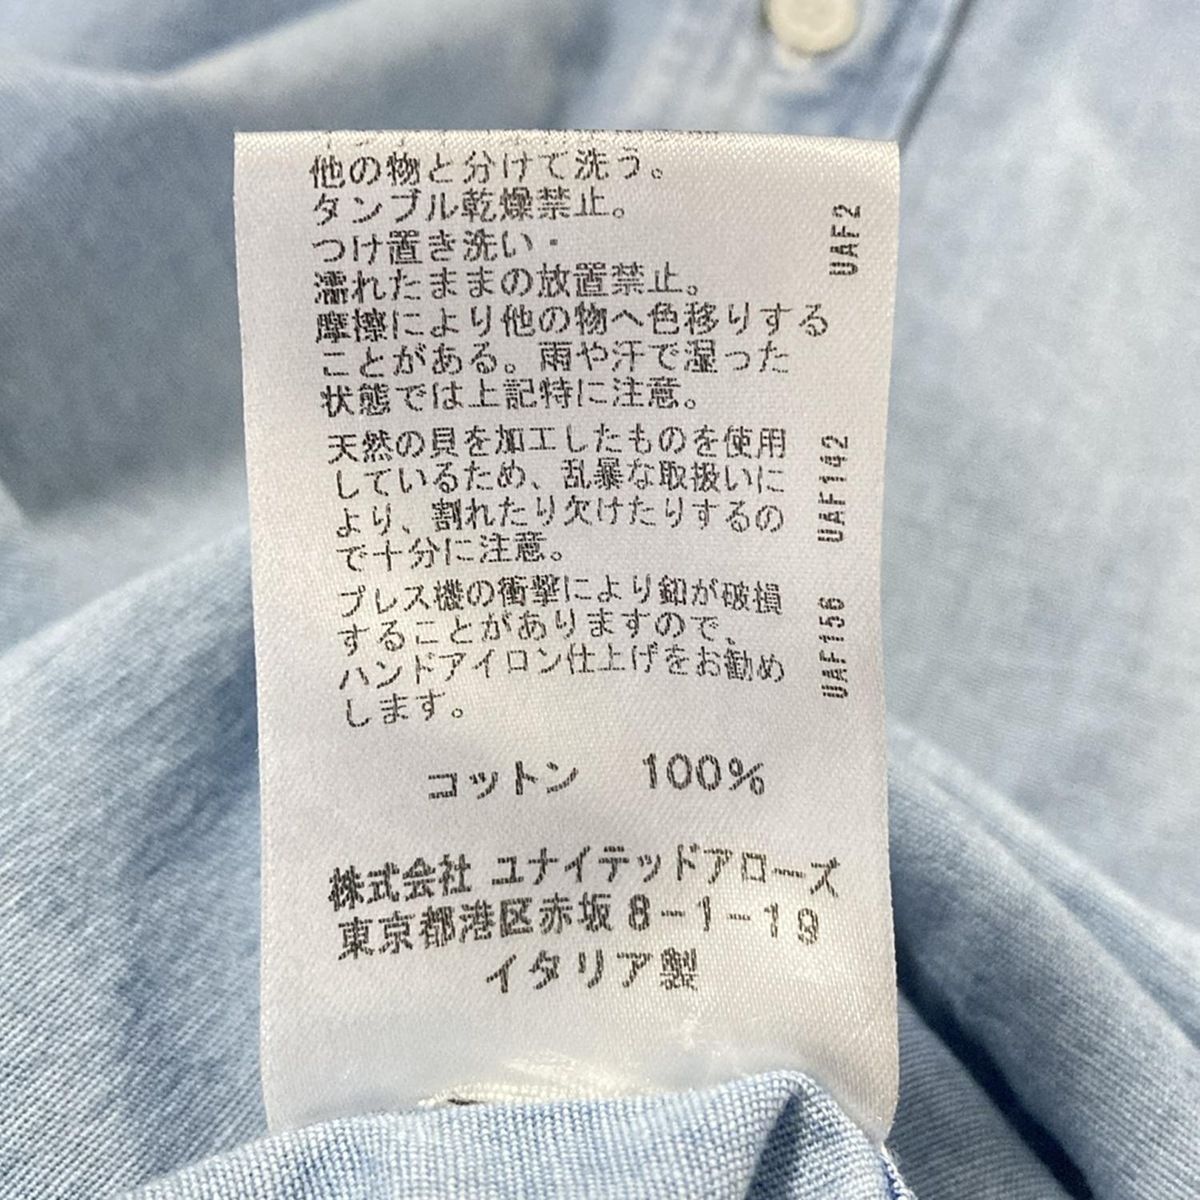 他の物と分けて洗う。
タンブル乾燥禁止。
つけ置き洗い・
濡れたままの放置禁止。
摩擦により他の物へ色移りする
ことがある。雨や汗で湿った
状態では上記特に注意。
天然の貝を加工したものを使用
しているため、乱暴な取扱いに
より、割れたり欠けたりするの
で十分に注意。
プレス機の衝撃により釦が破損
することがありますので、
ハンドアイロン仕上げをお勧め
します。
コットン 100%
株式会社 ユナイテッドアローズ
東京都港区赤坂8-1-19
イタリア製
UAF2
UAF142
UAF156